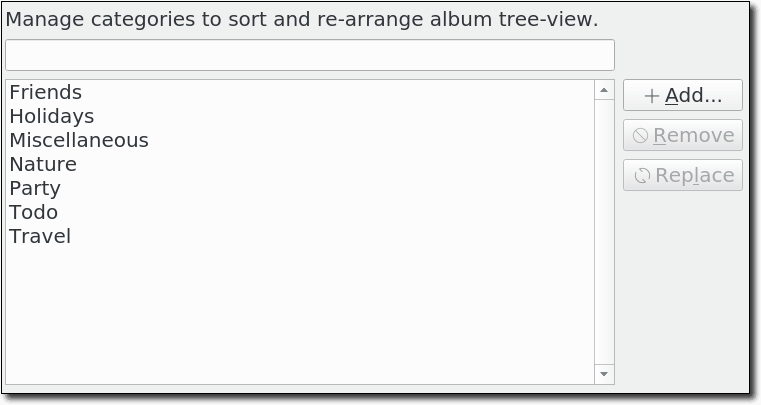 Manage categories to sort and re-arrange album tree-view.
Friends
Holidays
Miscellaneous
Nature
Party
Todo
Travel
Add...
Remove
Replace